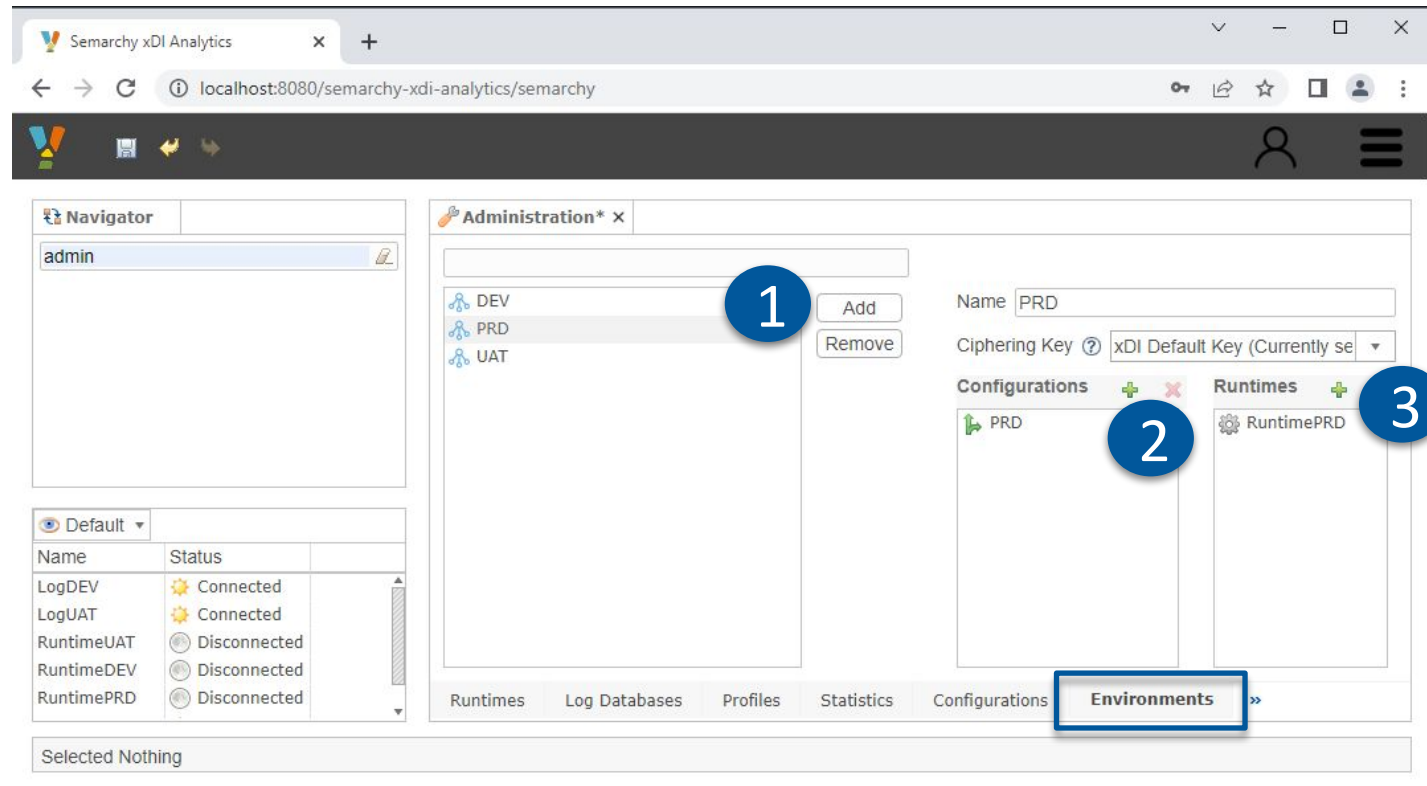 Semarchy xDI Analytics
localhost:8080/semarchy-xdi-analytics/semarchy
Navigator
admin
Default
Name Status
LogDEV Connected
LogUAT Connected
RuntimeUAT Disconnected
RuntimeDEV Disconnected
RuntimePRD Disconnected
Administration*
DEV
PRD
UAT
1
Add
Remove
Name PRD
Ciphering Key ? xDI Default Key (Currently se
Configurations
PRD
2
Runtimes
RuntimePRD
3
Runtimes Log Databases Profiles Statistics Configurations Environments »
Selected Nothing